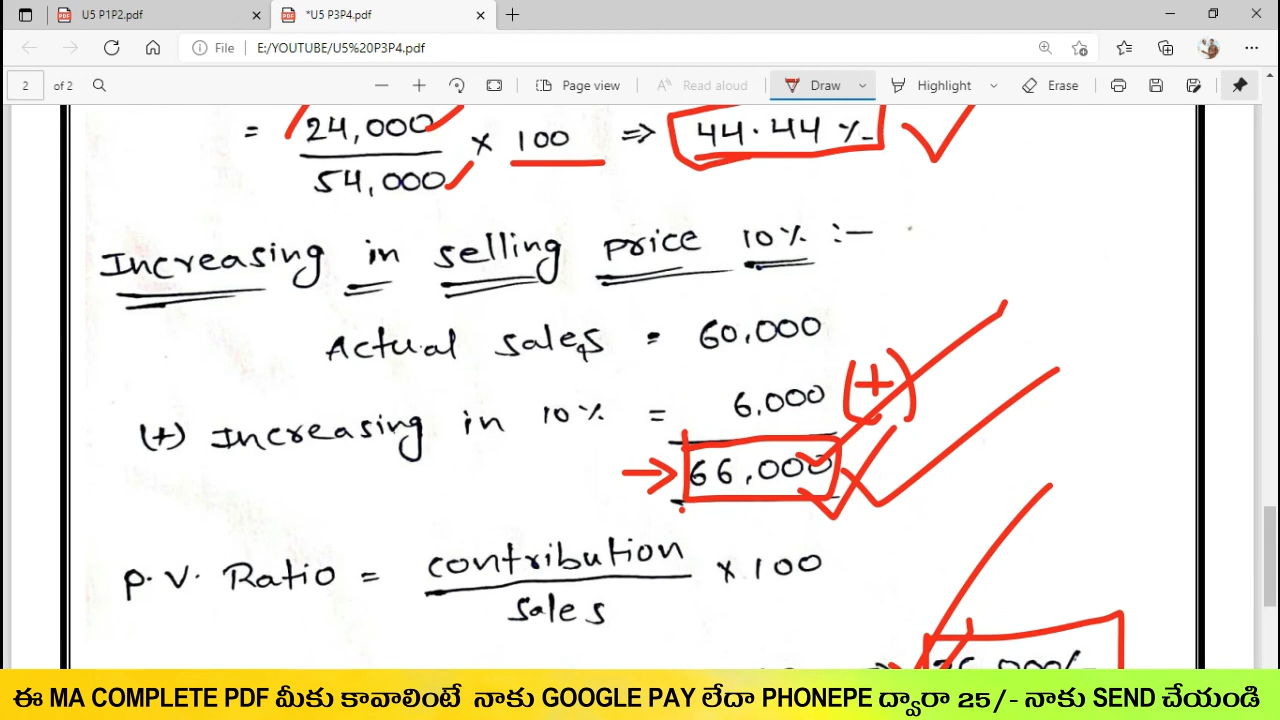 U5 P1P2.pdf
*U5 P3P4.pdf
File E:/YOUTUBE/U5%20P3P4.pdf
2 of 2 Page view Read aloud Draw Highlight Erase
= 24,000 / 54,000 × 100 => 44.44 %
Increasing in selling price 10% :-
Actual sales = 60,000
(+) Increasing in 10% = 6,000 (+)
→ 66,000
P.V. Ratio = contribution / sales × 100
ఈ MA COMPLETE PDF మీకు కావాలింటే నాకు GOOGLE PAY లేదా PHONEPE ద్వారా 25/- నాకు SEND చేయండి